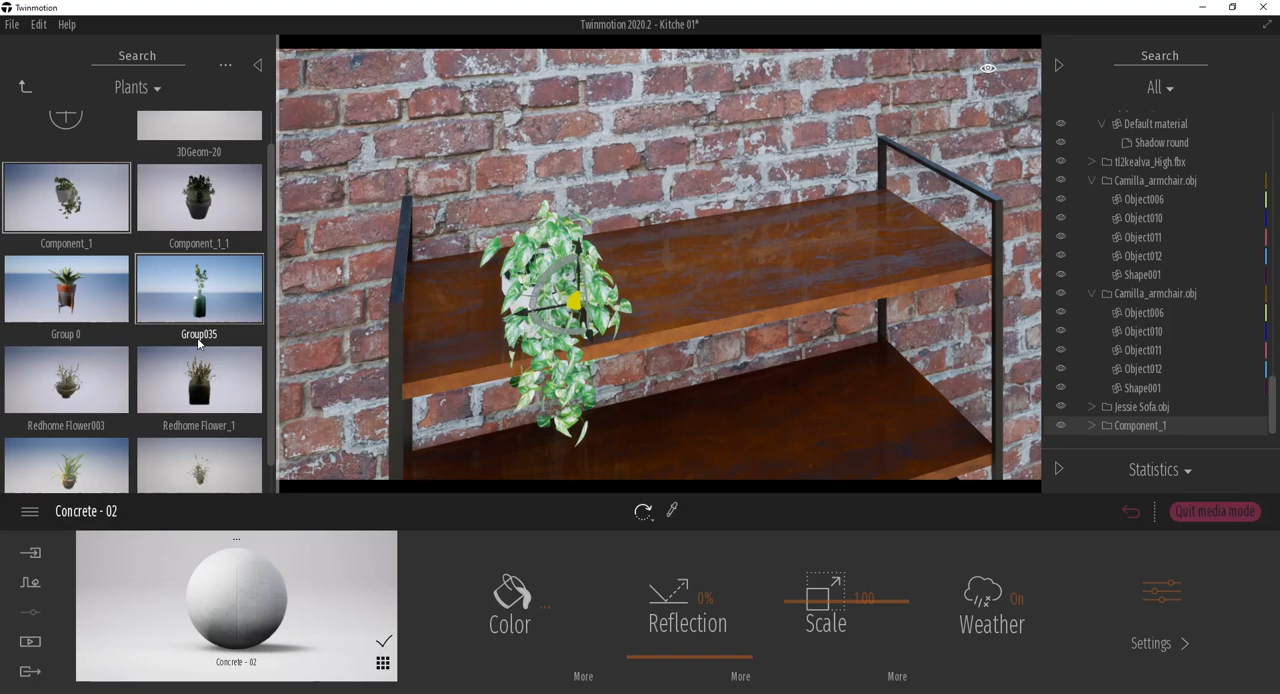 Twinmotion
File Edit Help
Twinmotion 2020.2 - Kitche 01*
Search
...
Plants
3DGeom-20
Component_1
Component_1_1
Group 0
Group035
Redhome Flower003
Redhome Flower_1
Search
All
Default material
Shadow round
tl2kealva_High.fbx
Camilla_armchair.obj
Object006
Object010
Object011
Object012
Shape001
Camilla_armchair.obj
Object006
Object010
Object011
Object012
Shape001
Jessie Sofa.obj
Component_1
Statistics
Concrete - 02
Quit media mode
...
Concrete - 02
Color
...
Reflection
0%
Scale
1.00
Weather
On
Settings
More
More
More